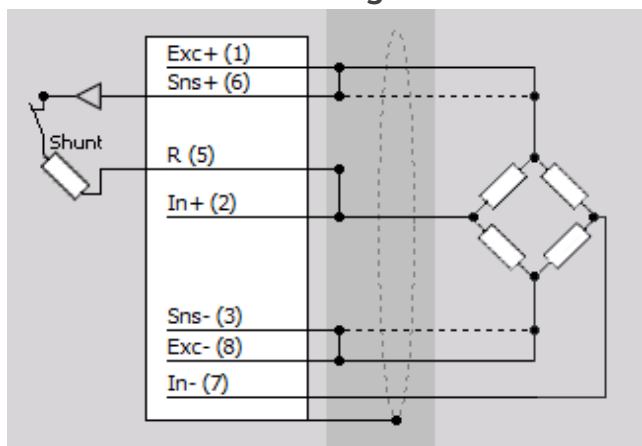 Exc+ (1)
Sns+ (6)
Shunt
R (5)
In+ (2)
Sns- (3)
Exc- (8)
In- (7)